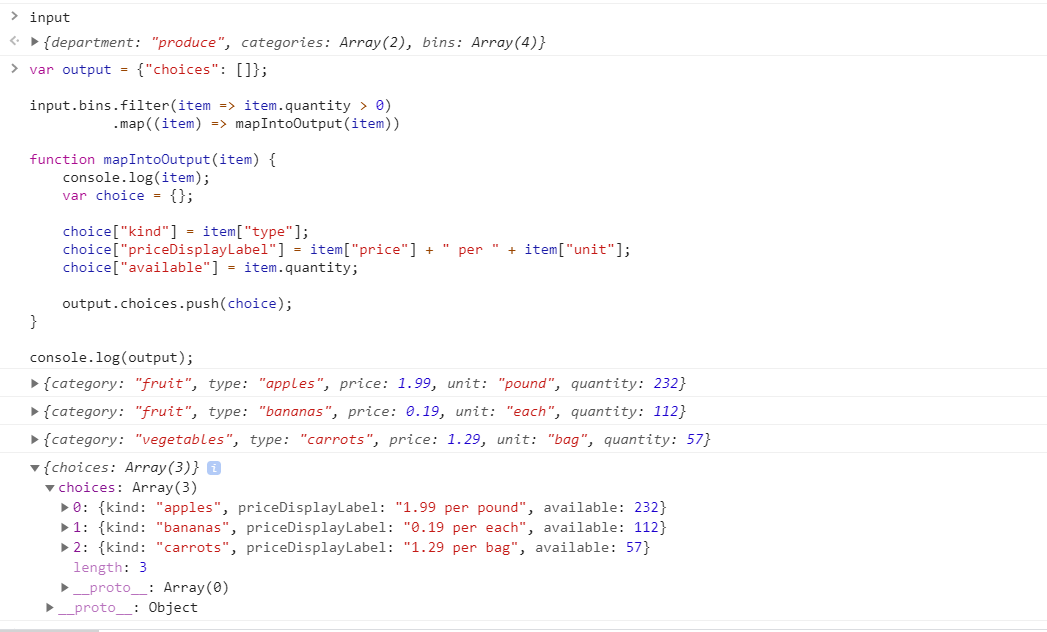 > input
<· ▶{department: "produce", categories: Array(2), bins: Array(4)}
> var output = {"choices": []};
input.bins.filter(item => item.quantity > 0)
.map((item) => mapIntoOutput(item))
function mapIntoOutput(item) {
console.log(item);
var choice = {};
choice["kind"] = item["type"];
choice["priceDisplayLabel"] = item["price"] + " per " + item["unit"];
choice["available"] = item.quantity;
output.choices.push(choice);
}
console.log(output);
▶{category: "fruit", type: "apples", price: 1.99, unit: "pound", quantity: 232}
▶{category: "fruit", type: "bananas", price: 0.19, unit: "each", quantity: 112}
▶{category: "vegetables", type: "carrots", price: 1.29, unit: "bag", quantity: 57}
▼{choices: Array(3)} i
▼choices: Array(3)
▶0: {kind: "apples", priceDisplayLabel: "1.99 per pound", available: 232}
▶1: {kind: "bananas", priceDisplayLabel: "0.19 per each", available: 112}
▶2: {kind: "carrots", priceDisplayLabel: "1.29 per bag", available: 57}
length: 3
▶__proto__: Array(0)
▶__proto__: Object